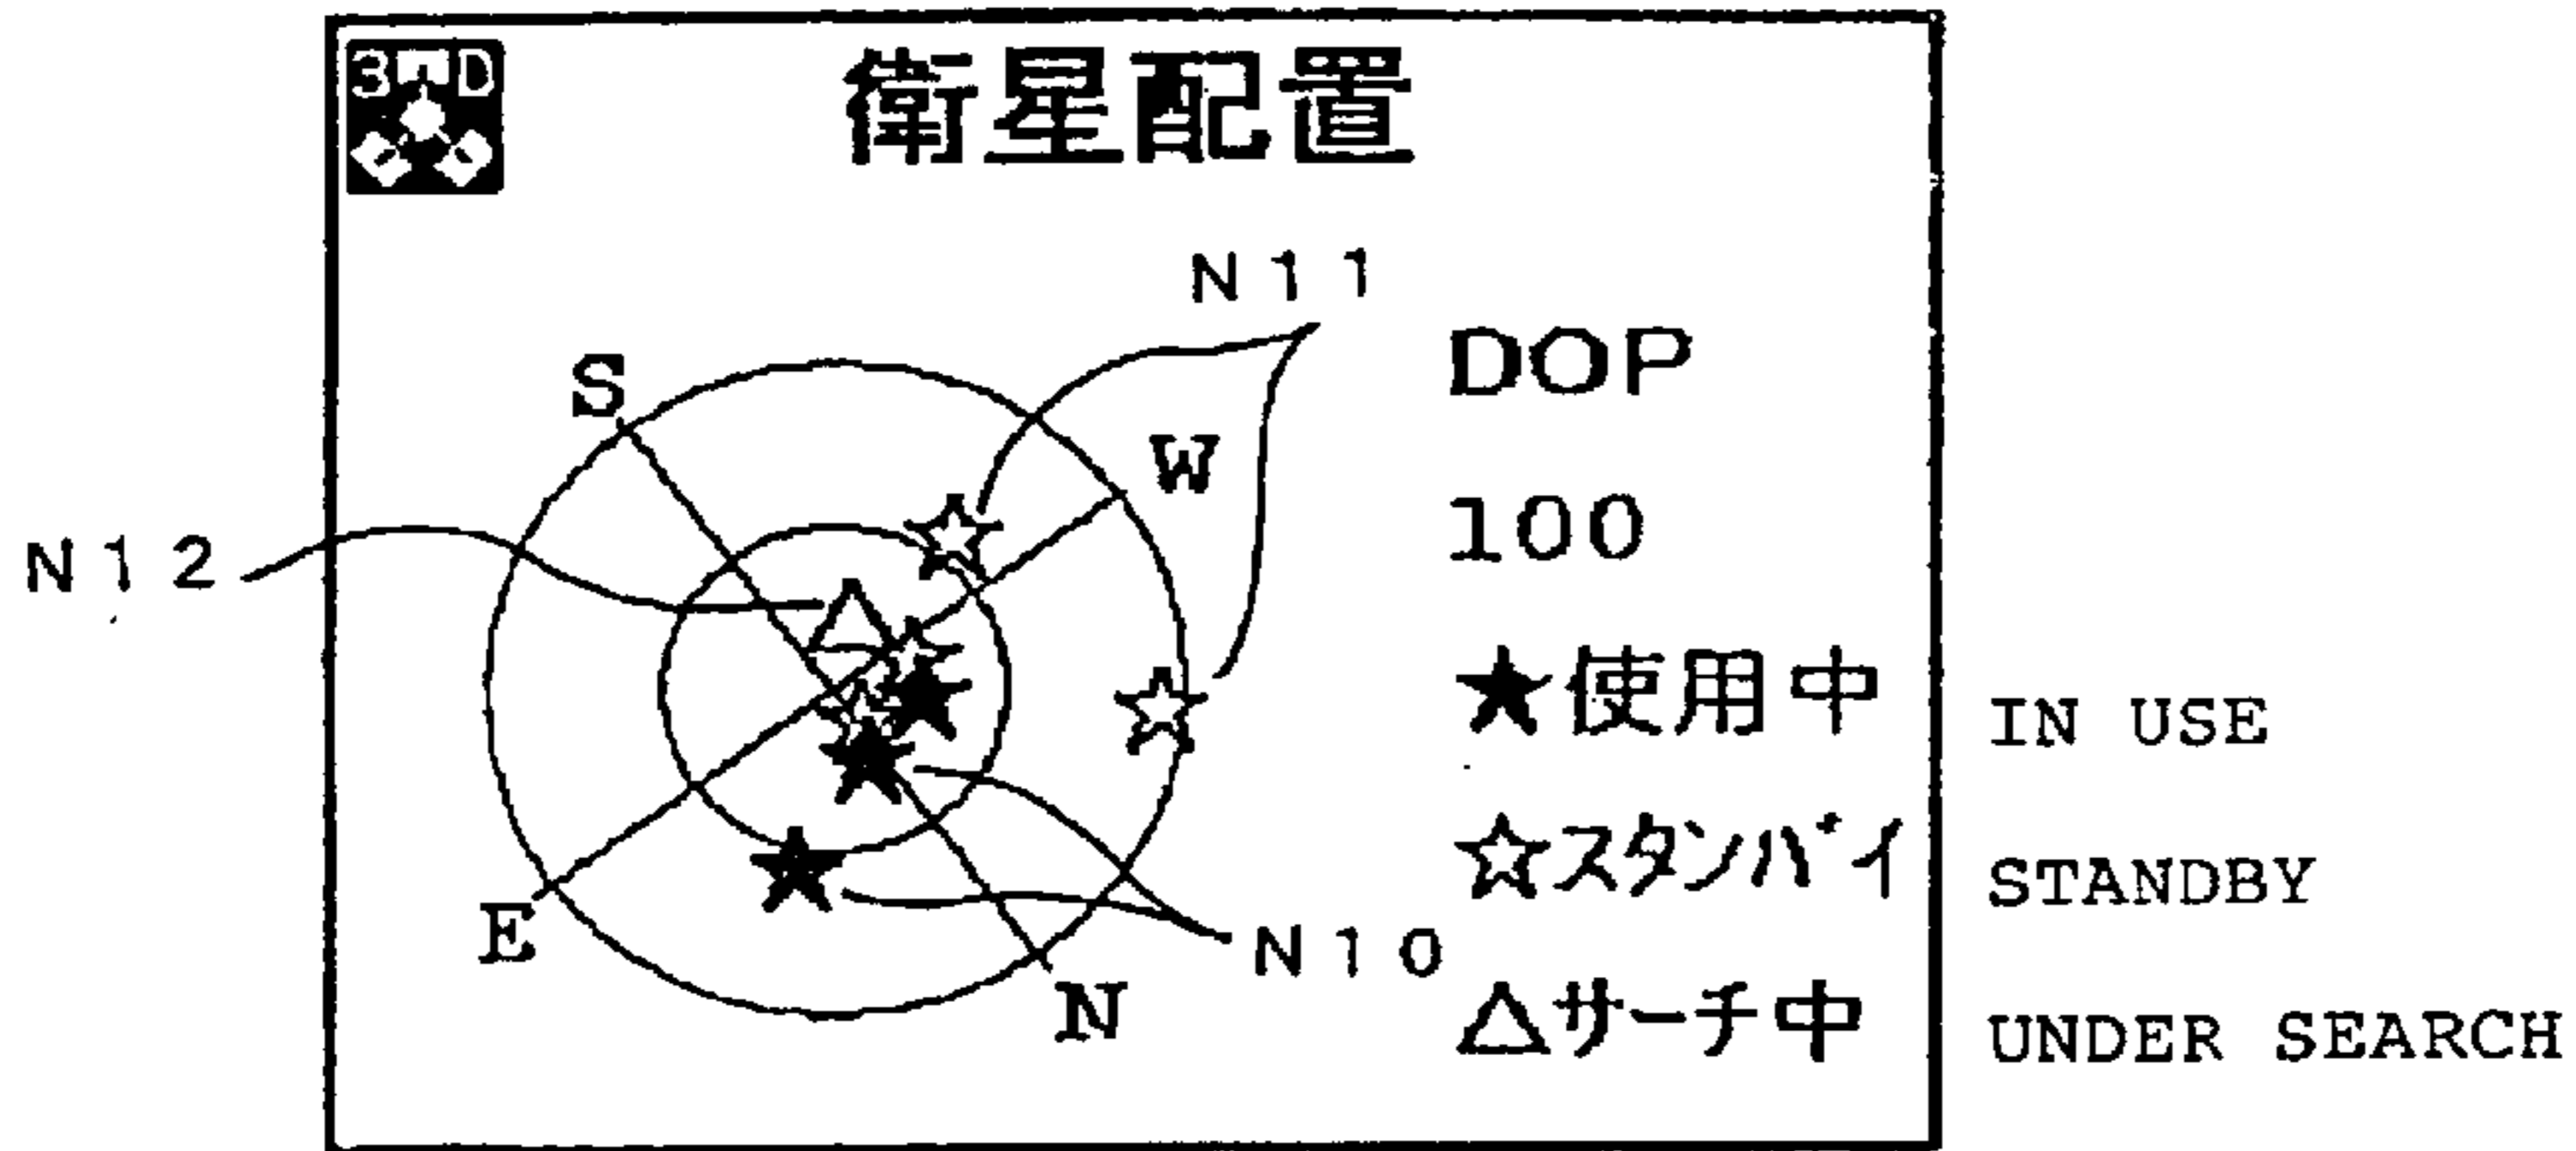 3 D
衛星配置
N11
DOP
S
W
100
N12
★使用中 IN USE
☆スタンバイ STANDBY
E
N10
N
△サーチ中 UNDER SEARCH